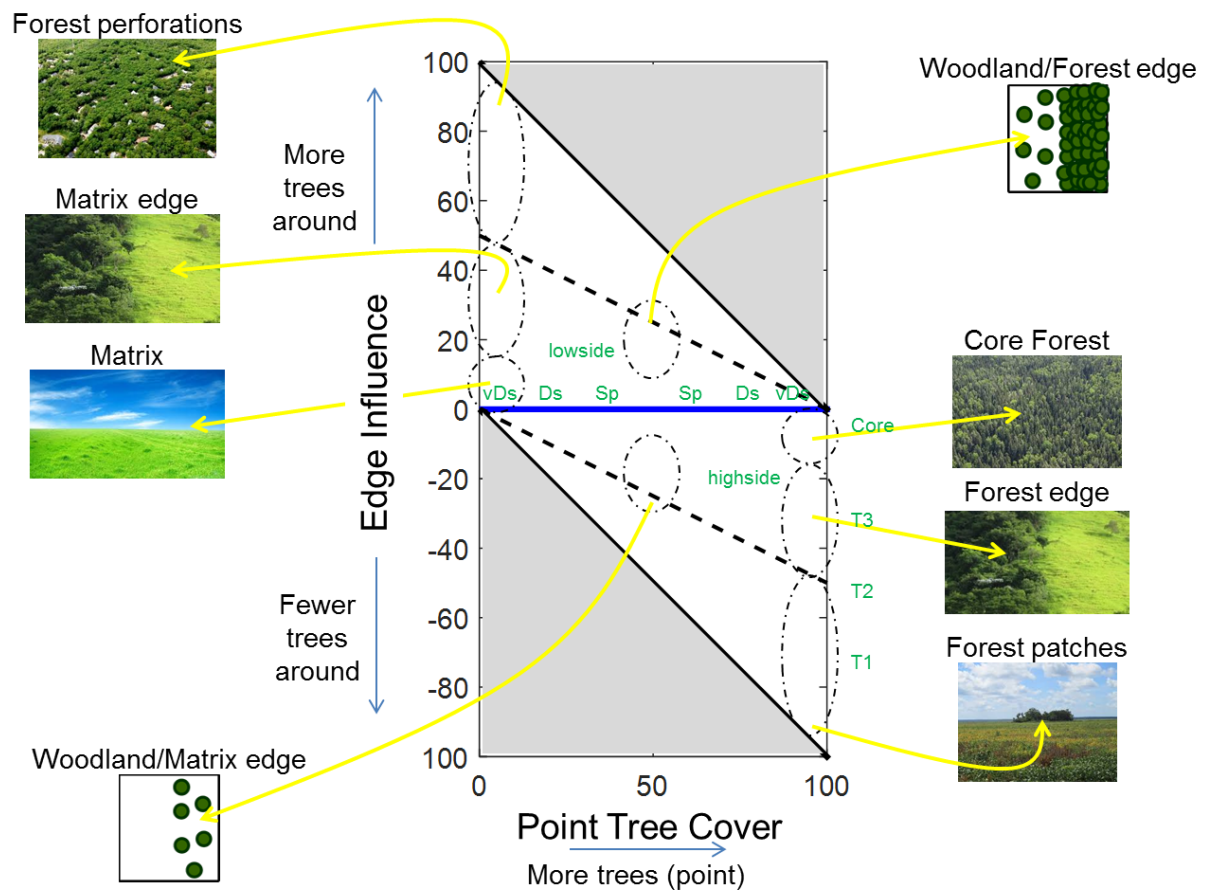 Forest perforations
Woodland/Forest edge
Matrix edge
Matrix
More
trees
around
Edge Influence
Fewer
trees
around
100
80
60
40
20
0
-20
-40
-60
-80
100
lowside
vDs Ds Sp Sp Ds vDs
highside
Core
T3
T2
T1
Core Forest
Forest edge
Forest patches
Woodland/Matrix edge
0 50 100
Point Tree Cover
More trees (point)